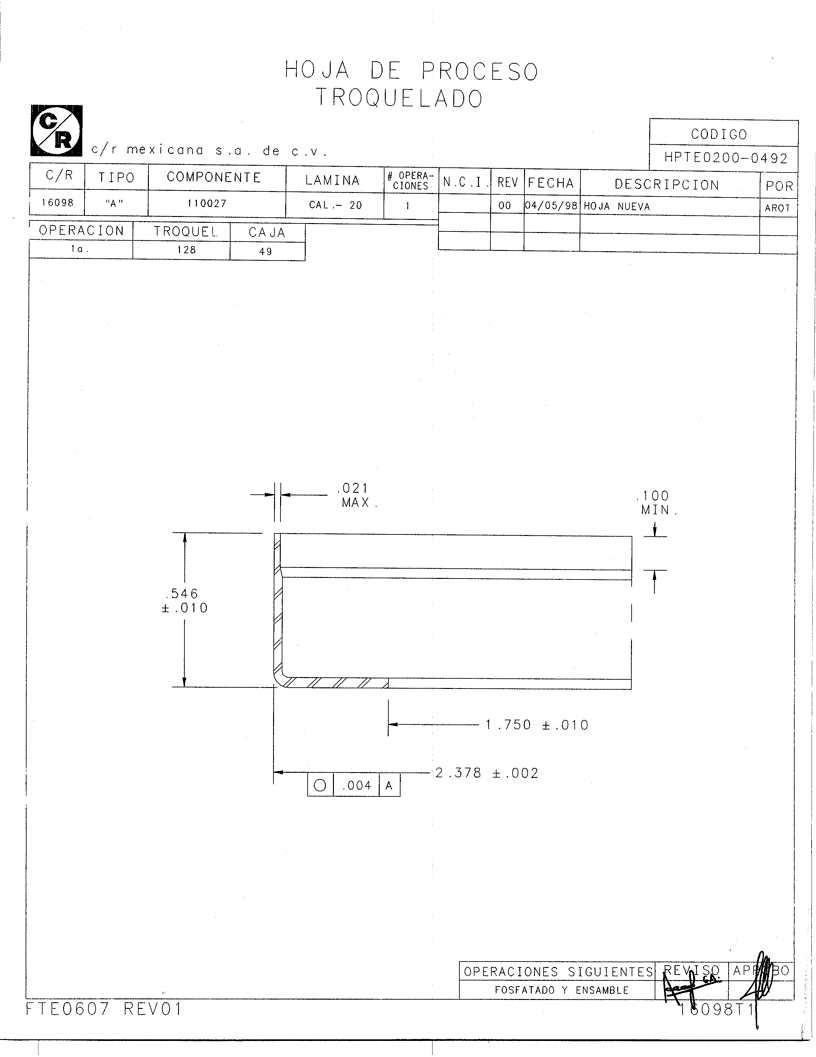 HOJA DE PROCESO
TROQUELADO
C/R
c/r mexicana s.a. de c.v.
CODIGO
HPTE0200-0492
C/R TIPO COMPONENTE LAMINA # OPERA-CIONES N.C.I. REV FECHA DESCRIPCION POR
16098 "A" 110027 CAL.- 20 1 00 04/05/98 HOJA NUEVA AROT
OPERACION TROQUEL CAJA
1a. 128 49
.021
MAX.
.100
MIN.
.546
±.010
1.750 ±.010
2.378 ±.002
○ .004 A
OPERACIONES SIGUIENTES REVISO APROBO
FOSFATADO Y ENSAMBLE
FTE0607 REV01
16098T1